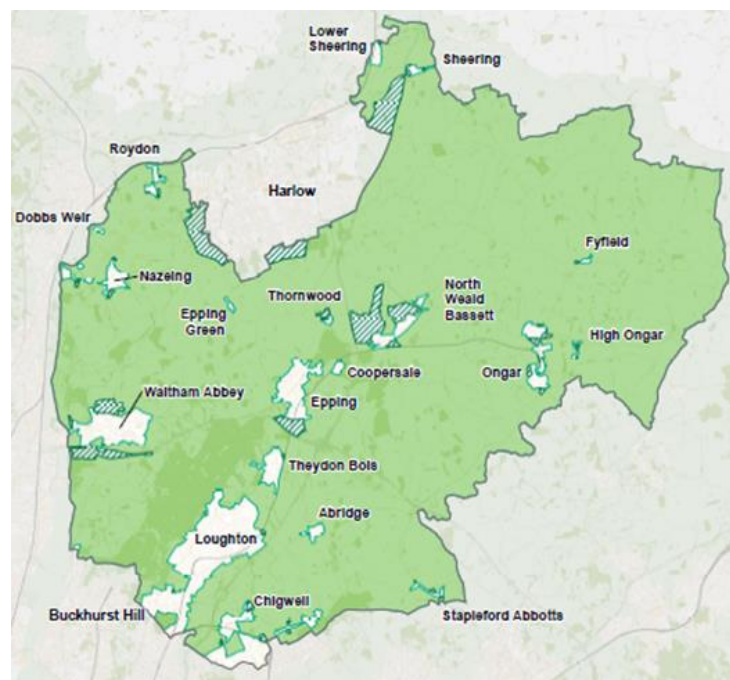 Lower
Sheering
Sheering
Roydon
Harlow
Dobbs Weir
Fyfield
Nazeing
Thornwood
North
Weald
Bassett
Epping
Green
High Ongar
Coopersale
Ongar
Waltham Abbey
Epping
Theydon Bois
Abridge
Loughton
Chigwell
Buckhurst Hill
Stapleford Abbotts